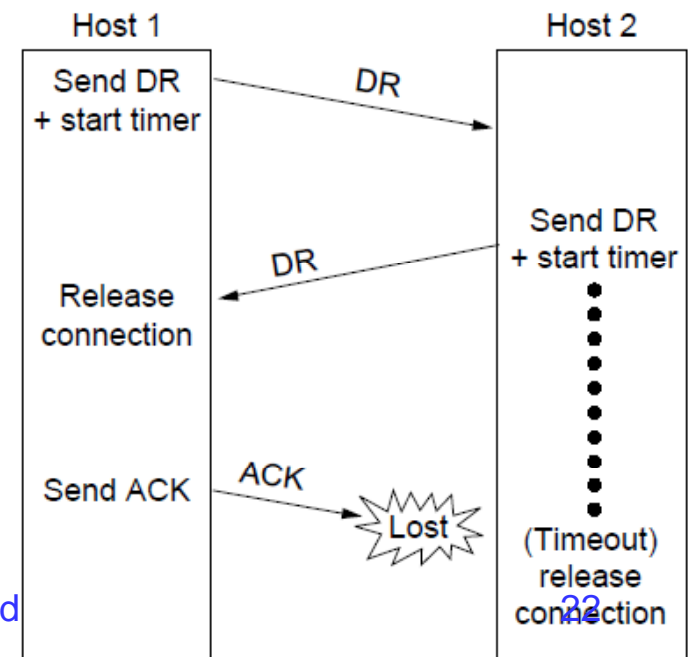 Host 1
Host 2
Send DR
+ start timer
DR
Send DR
+ start timer
DR
Release
connection
Send ACK
ACK
Lost
(Timeout)
release
connection
d
22